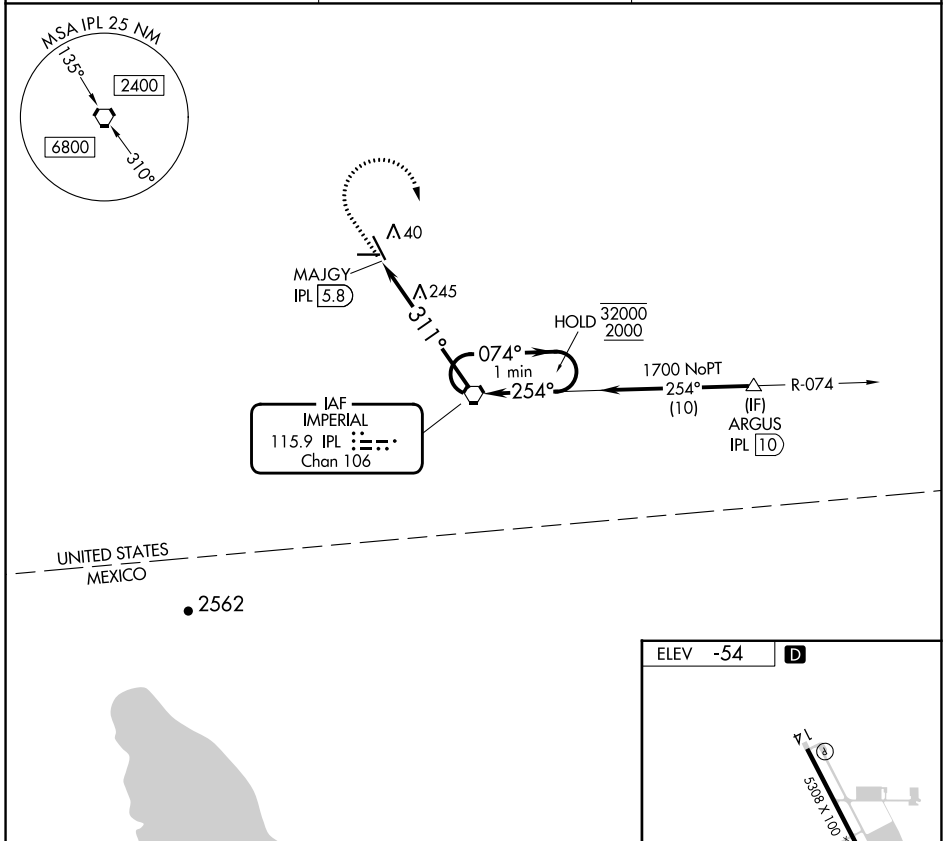 MSA IPL 25 NM
135°
2400
6800
310°
40
MAJGY
IPL 5.8
245
311°
HOLD 32000
2000
074°
1 min
254°
1700 NoPT
254°
(10)
R-074
(IF)
ARGUS
IPL 10
IAF
IMPERIAL
115.9 IPL
Chan 106
UNITED STATES
MEXICO
2562
ELEV -54 D
14
P
5308 X 100